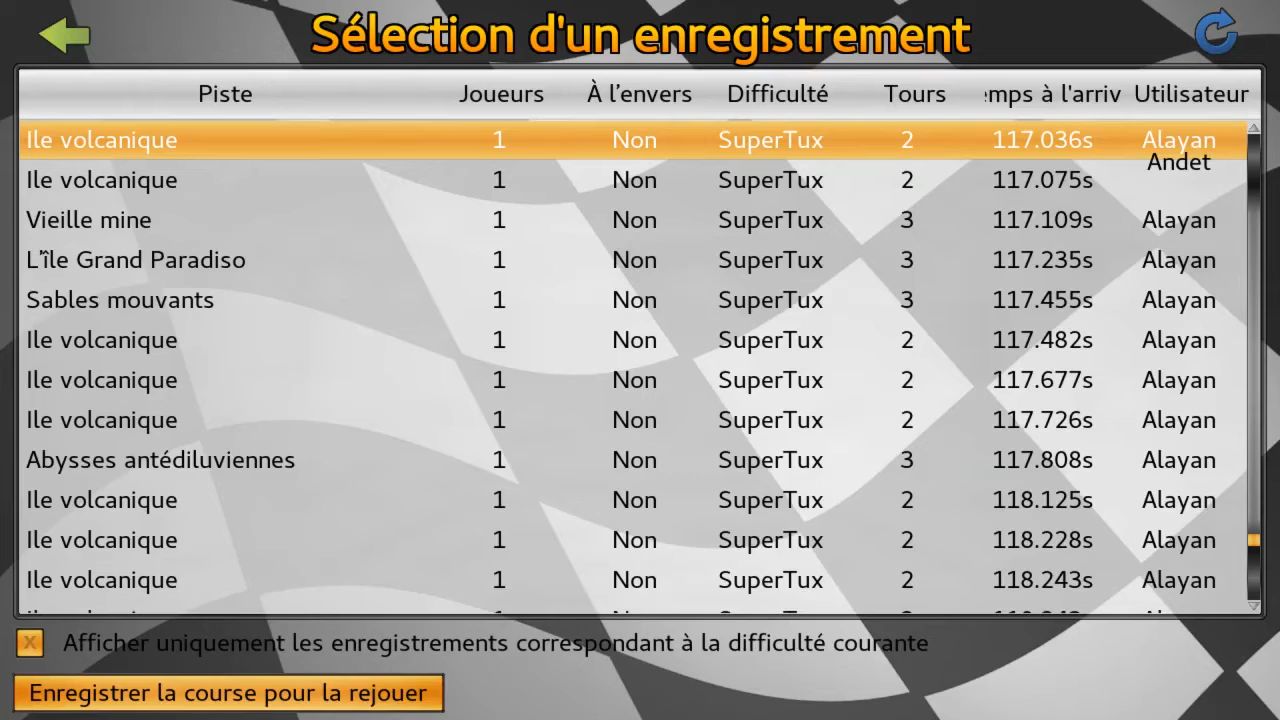 Sélection d'un enregistrement
Piste Joueurs À l’envers Difficulté Tours emps à l'arriv Utilisateur
Ile volcanique 1 Non SuperTux 2 117.036s Alayan
Andet
Ile volcanique 1 Non SuperTux 2 117.075s
Vieille mine 1 Non SuperTux 3 117.109s Alayan
L'île Grand Paradiso 1 Non SuperTux 3 117.235s Alayan
Sables mouvants 1 Non SuperTux 3 117.455s Alayan
Ile volcanique 1 Non SuperTux 2 117.482s Alayan
Ile volcanique 1 Non SuperTux 2 117.677s Alayan
Ile volcanique 1 Non SuperTux 2 117.726s Alayan
Abysses antédiluviennes 1 Non SuperTux 3 117.808s Alayan
Ile volcanique 1 Non SuperTux 2 118.125s Alayan
Ile volcanique 1 Non SuperTux 2 118.228s Alayan
Ile volcanique 1 Non SuperTux 2 118.243s Alayan
Afficher uniquement les enregistrements correspondant à la difficulté courante
Enregistrer la course pour la rejouer